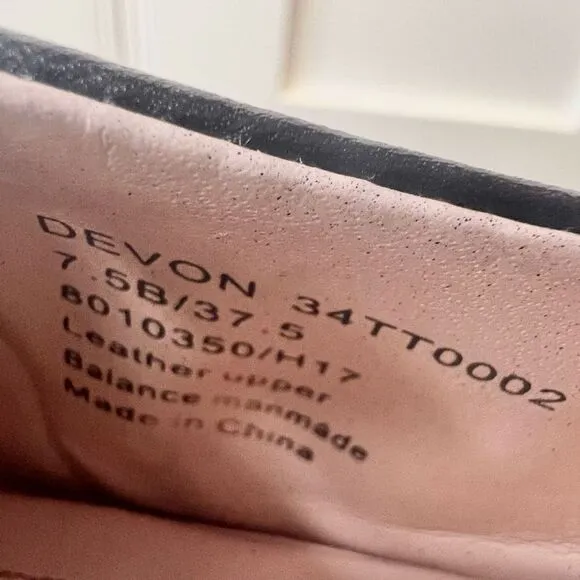 DEVON 34TT0002
7.5B/37.5
8010350/H17
Leather upper
Balance manmade
Made in China